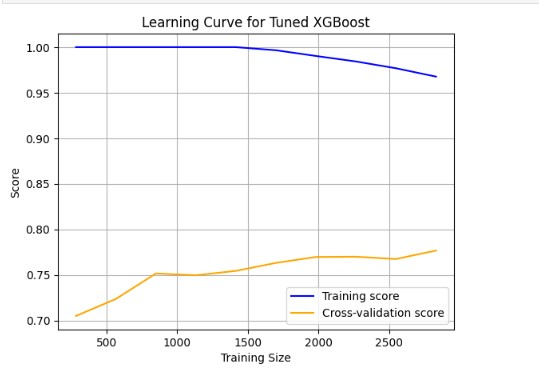 Learning Curve for Tuned XGBoost
1.00
0.95
0.90
0.85
0.80
0.75
0.70
Score
Training score
Cross-validation score
500 1000 1500 2000 2500
Training Size